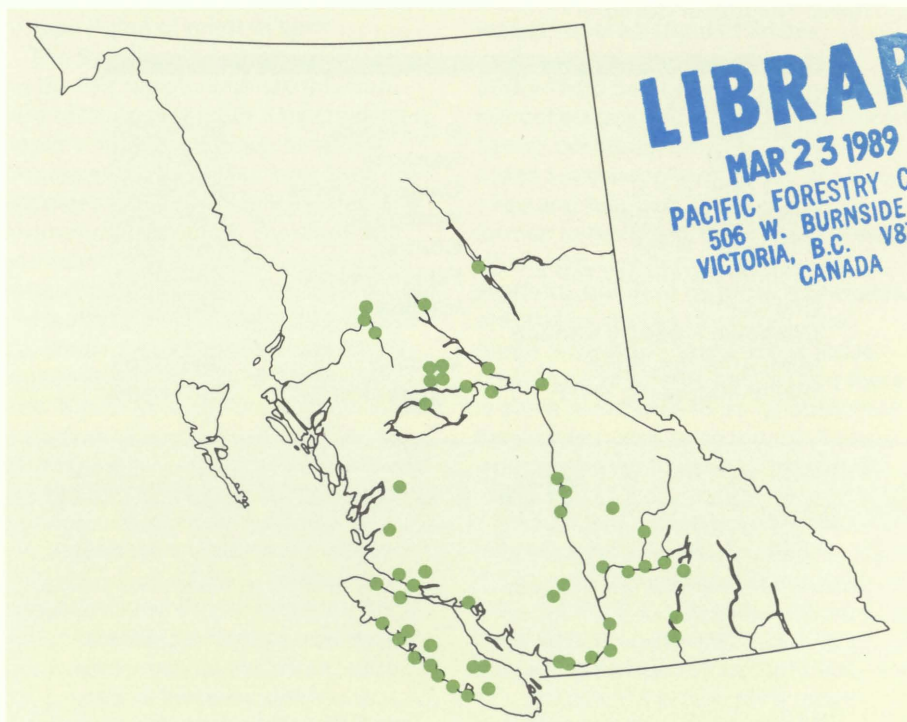 LIBRAR
MAR 23 1989
PACIFIC FORESTRY C
506 W. BURNSIDE
VICTORIA, B.C. V8
CANADA